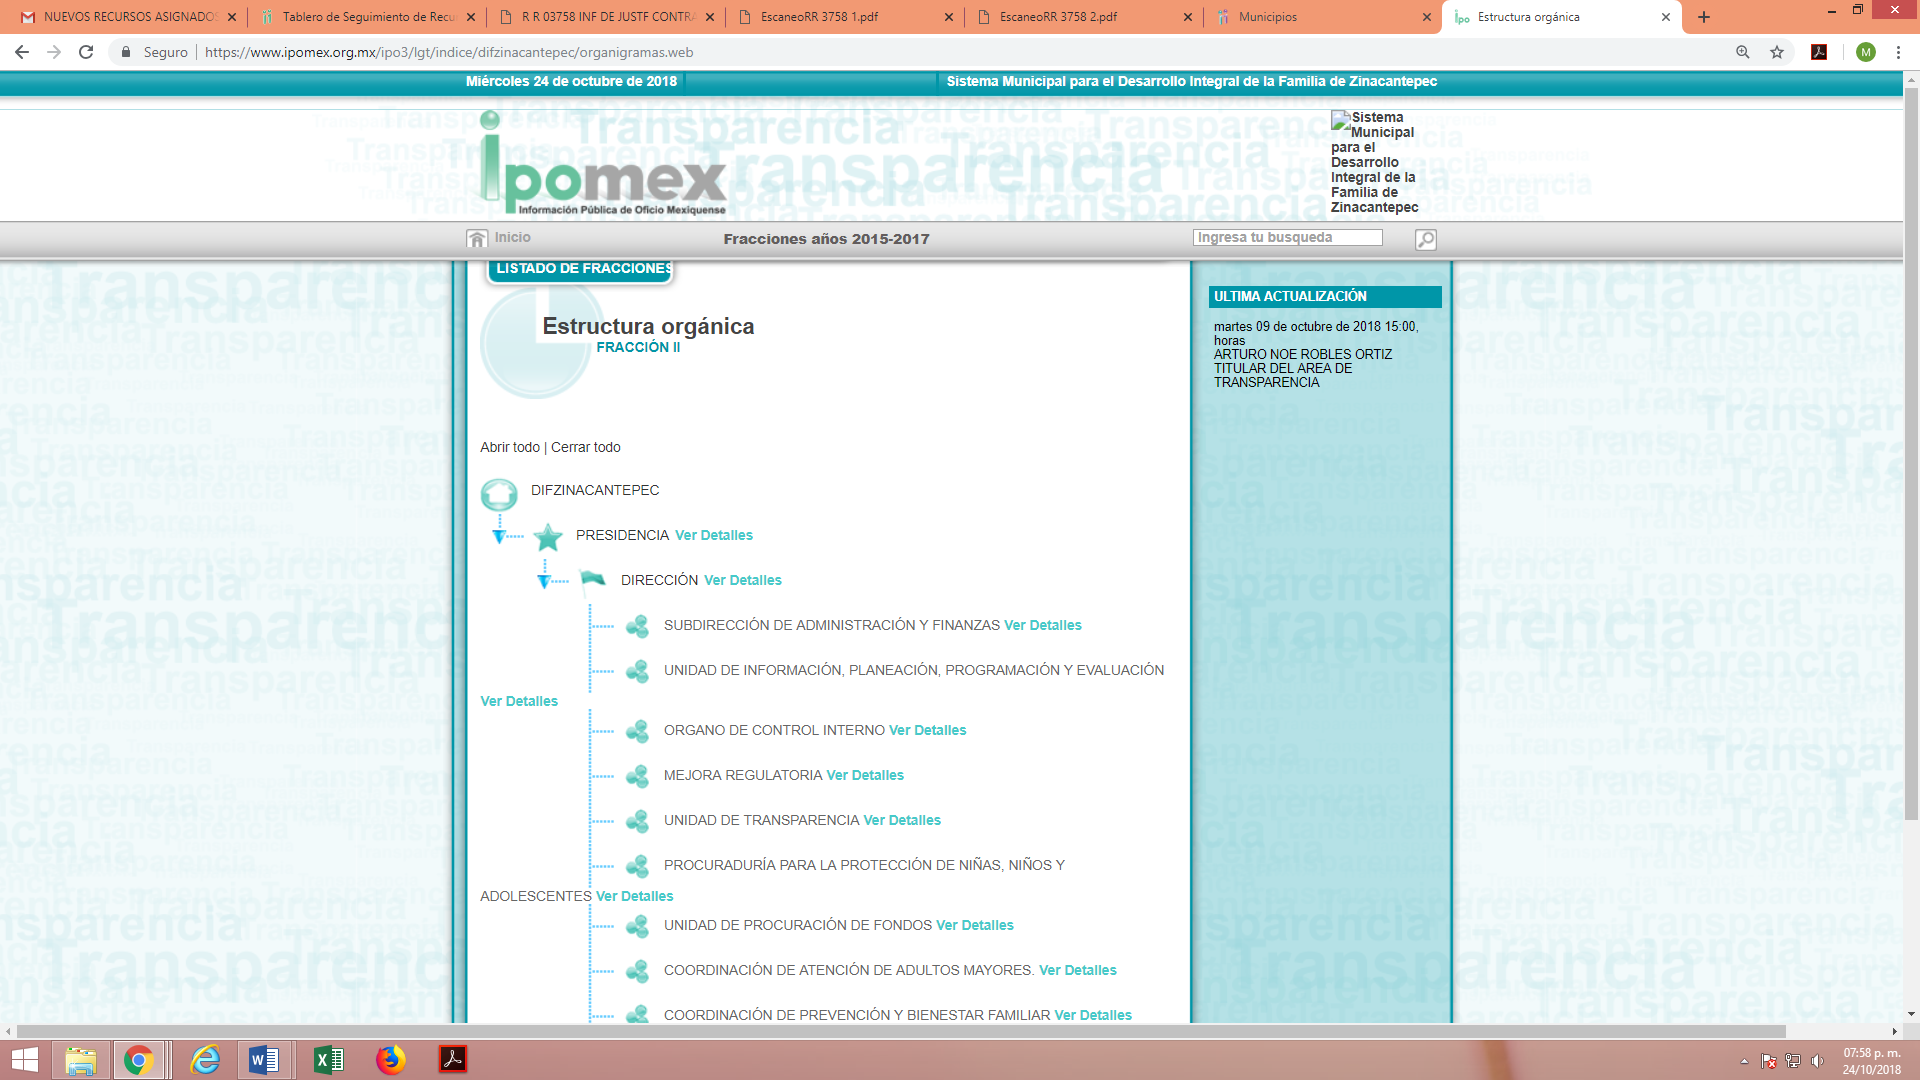 NUEVOS RECURSOS ASIGNADOS
Tablero de Seguimiento de Recu
R R 03758 INF DE JUSTF CONTRA
EscaneoRR 3758 1.pdf
EscaneoRR 3758 2.pdf
Municipios
Estructura orgánica
Seguro | https://www.ipomex.org.mx/ipo3/lgt/indice/difzinacantepec/organigramas.web
M
Miércoles 24 de octubre de 2018
Sistema Municipal para el Desarrollo Integral de la Familia de Zinacantepec
Transparencia
ipomex
Información Pública de Oficio Mexiquense
Sistema
Municipal
para el
Desarrollo
Integral de la
Familia de
Zinacantepec
Inicio
Fracciones años 2015-2017
Ingresa tu busqueda
LISTADO DE FRACCIONES
Estructura orgánica
FRACCIÓN II
ULTIMA ACTUALIZACIÓN
martes 09 de octubre de 2018 15:00,
horas
ARTURO NOE ROBLES ORTIZ
TITULAR DEL AREA DE
TRANSPARENCIA
Abrir todo | Cerrar todo
DIFZINACANTEPEC
PRESIDENCIA Ver Detalles
DIRECCIÓN Ver Detalles
SUBDIRECCIÓN DE ADMINISTRACIÓN Y FINANZAS Ver Detalles
UNIDAD DE INFORMACIÓN, PLANEACIÓN, PROGRAMACIÓN Y EVALUACIÓN
Ver Detalles
ORGANO DE CONTROL INTERNO Ver Detalles
MEJORA REGULATORIA Ver Detalles
UNIDAD DE TRANSPARENCIA Ver Detalles
PROCURADURÍA PARA LA PROTECCIÓN DE NIÑAS, NIÑOS Y
ADOLESCENTES Ver Detalles
UNIDAD DE PROCURACIÓN DE FONDOS Ver Detalles
COORDINACIÓN DE ATENCIÓN DE ADULTOS MAYORES. Ver Detalles
COORDINACIÓN DE PREVENCIÓN Y BIENESTAR FAMILIAR Ver Detalles
07:58 p. m.
24/10/2018